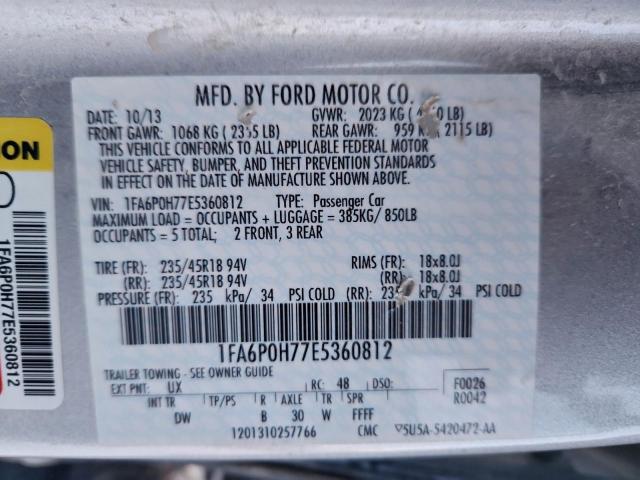 MFD. BY FORD MOTOR CO.
DATE: 10/13 GVWR: 2023 KG ( LB)
FRONT GAWR: 1068 KG ( LB) REAR GAWR: 959 2115 LB)
THIS VEHICLE CONFORMS TO ALL APPLICABLE FEDERAL MOTOR
VEHICLE SAFETY, BUMPER, AND THEFT PREVENTION STANDARDS
IN EFFECT ON THE DATE OF MANUFACTURE SHOWN ABOVE.
VIN: 1FA6P0H77E5360812 TYPE: Passenger Car
MAXIMUM LOAD = OCCUPANTS + LUGGAGE = 385KG/ 850LB
OCCUPANTS = 5 TOTAL; 2 FRONT, 3 REAR
TIRE (FR): 235/45R18 94V RIMS (FR): 18x8.0J
(RR): 235/45R18 94V (RR): 18x8.0J
PRESSURE (FR): 235 kPa/ 34 PSI COLD (RR): kPa/ 34 PSI COLD
1FA6P0H77E5360812
TRAILER TOWING - SEE OWNER GUIDE
EXT PNT: UX RC: 48 DSO: F0026
INT TR TP/PS R AXLE TR SPR R0042
DW B 30 W FFFF
1201310257766 CMC ▽5U5A-5420472-AA
ION
1FA6P0H77E5360812